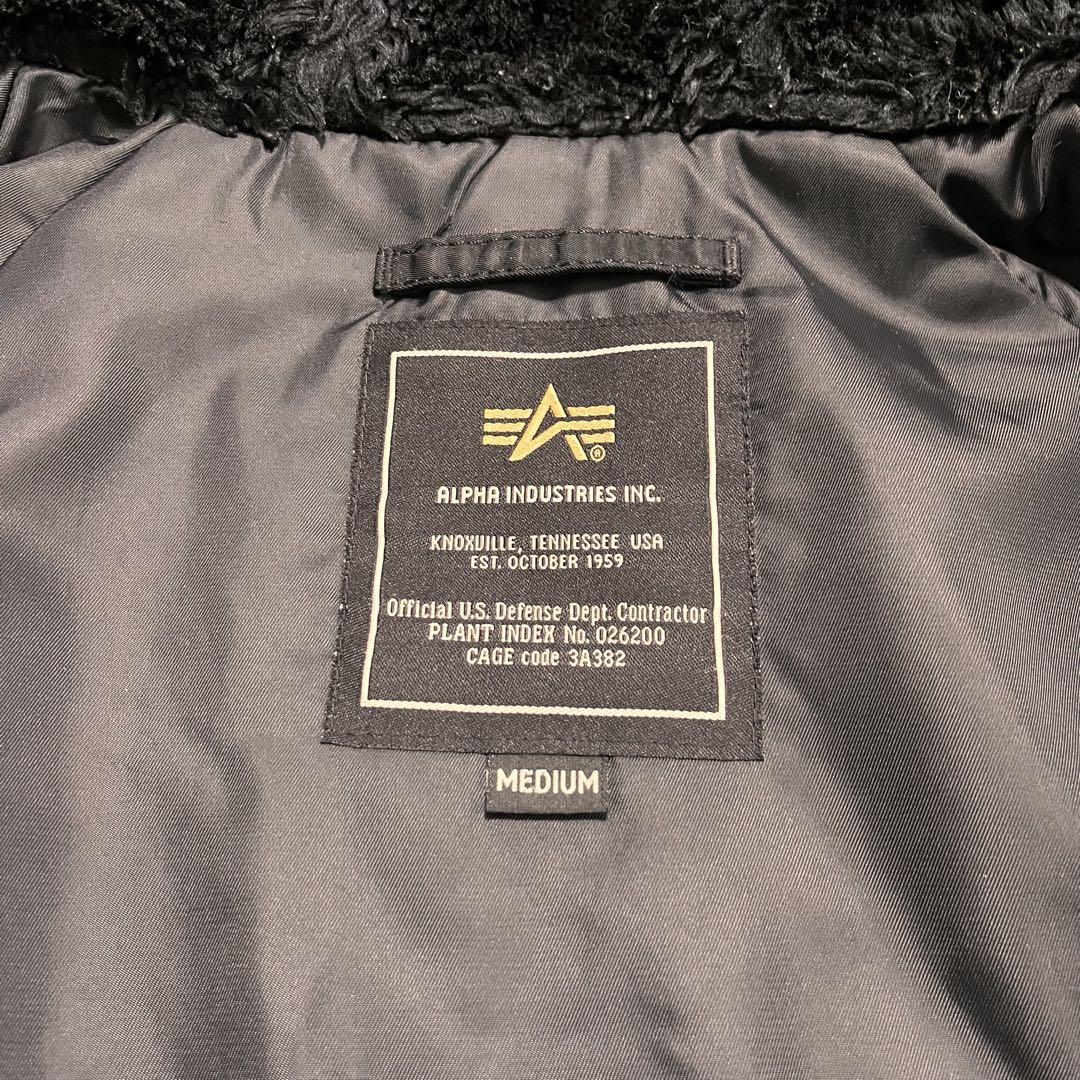 ®
ALPHA INDUSTRIES INC.
KNOXVILLE, TENNESSEE USA
EST. OCTOBER 1959
Official U.S. Defense Dept. Contractor
PLANT INDEX No. 026200
CAGE code 3A382
MEDIUM